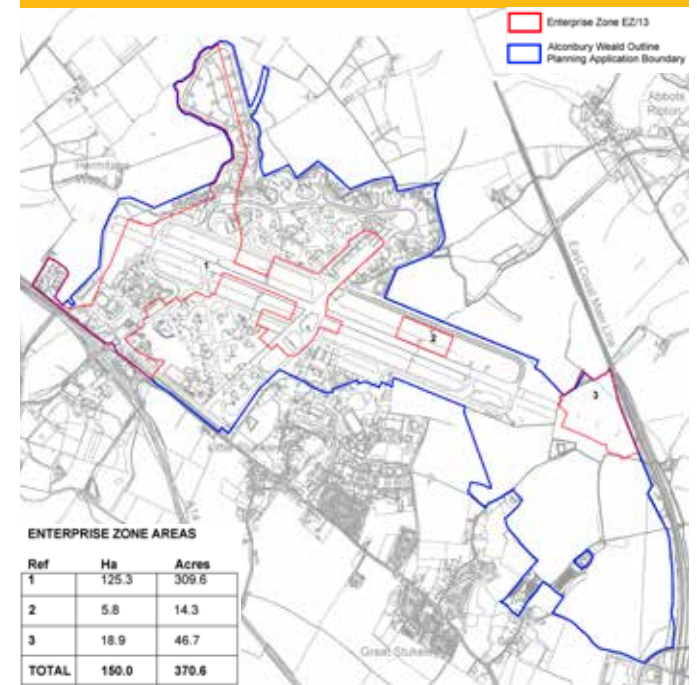 Enterprise Zone EZ/13
Alconbury Weald Outline
Planning Application Boundary
Abbots
Ripton
East Coast Main Line
1
2
3
Great Stukeley
ENTERPRISE ZONE AREAS
Ref Ha Acres
1 125.3 309.6
2 5.8 14.3
3 18.9 46.7
TOTAL 150.0 370.6